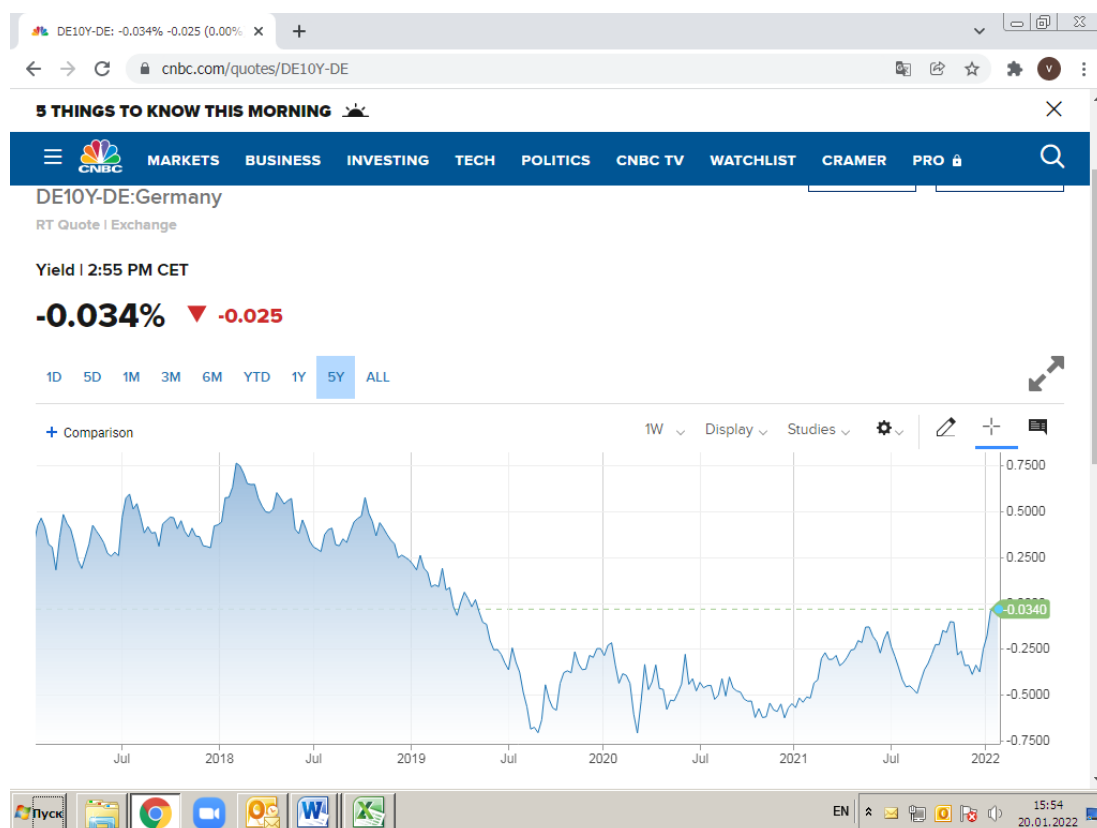 DE10Y-DE: -0.034% -0.025 (0.00%
cnbc.com/quotes/DE10Y-DE
V
5 THINGS TO KNOW THIS MORNING
CNBC
MARKETS BUSINESS INVESTING TECH POLITICS CNBC TV WATCHLIST CRAMER PRO
DE10Y-DE:Germany
RT Quote | Exchange
Yield | 2:55 PM CET
-0.034% ▼ -0.025
1D 5D 1M 3M 6M YTD 1Y 5Y ALL
+ Comparison 1W Display Studies
0.7500
0.5000
0.2500
-0.0340
-0.2500
-0.5000
-0.7500
Jul 2018 Jul 2019 Jul 2020 Jul 2021 Jul 2022
Пуск EN 15:54
20.01.2022